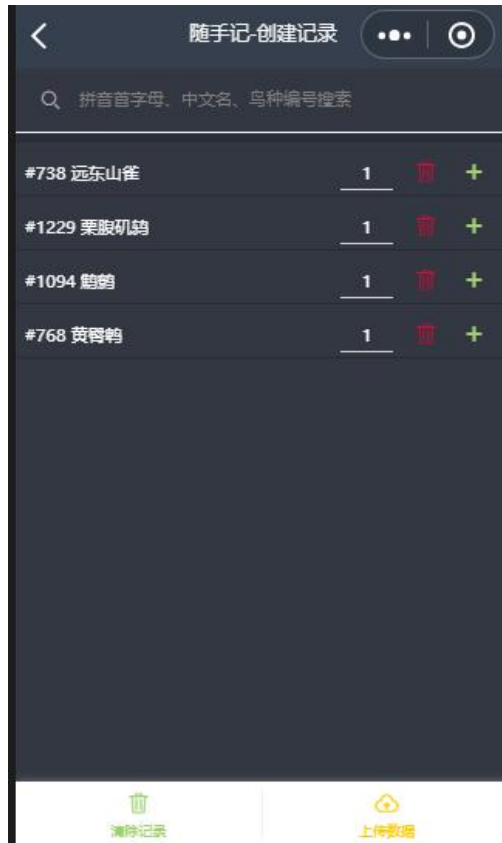 随手记-创建记录
拼音首字母、中文名、鸟种编号搜索
#738 远东山雀 1
#1229 栗腹矶鸫 1
#1094 鹪鹩 1
#768 黄臀鹎 1
清除记录 上传数据